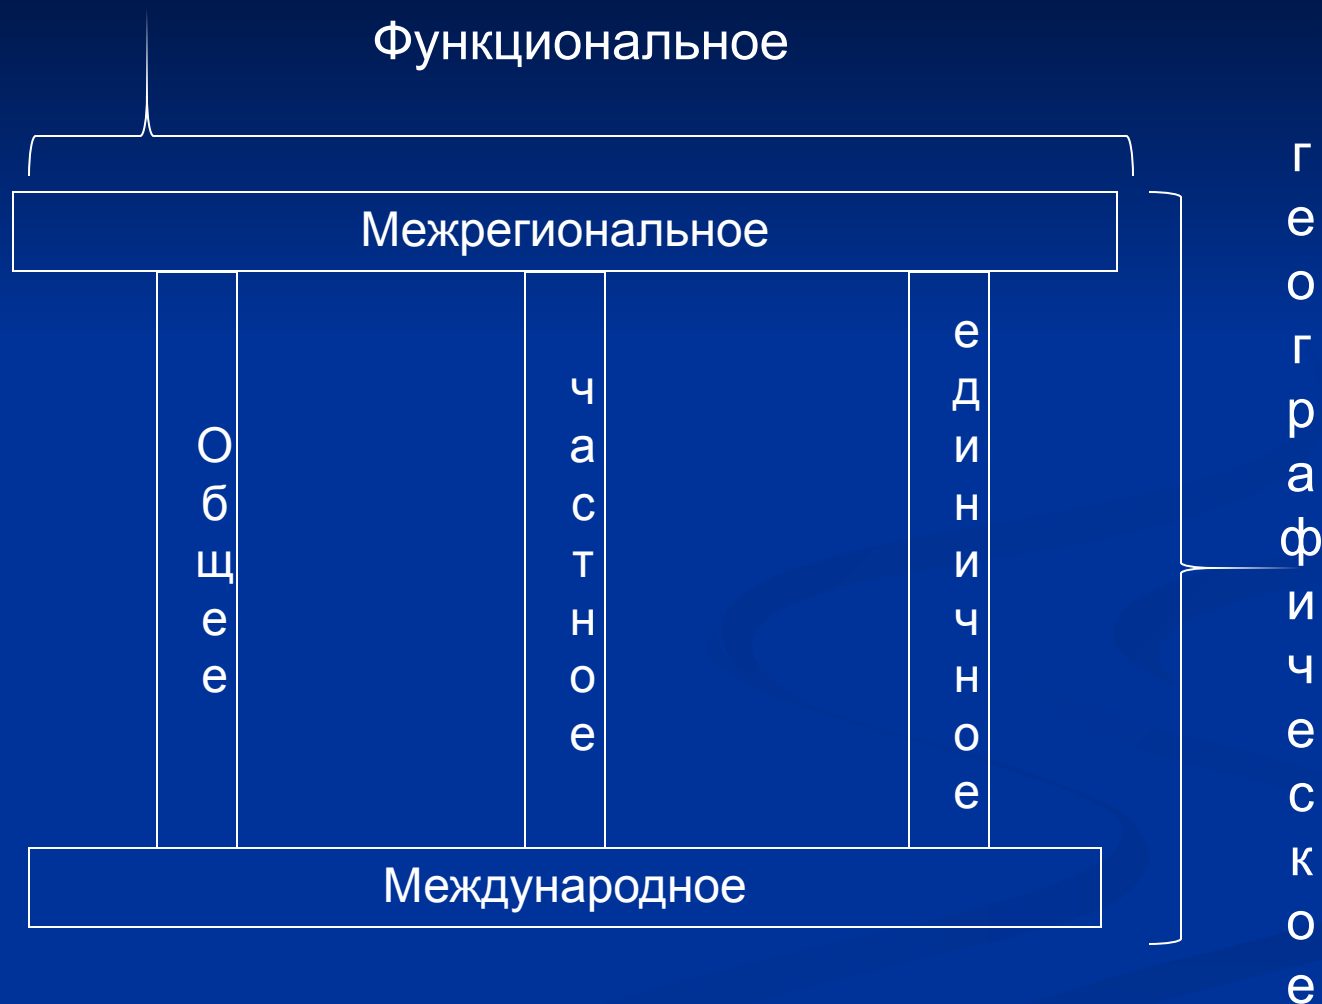 Функциональное
Межрегиональное
Общее
частное
единичное
Международное
географическое